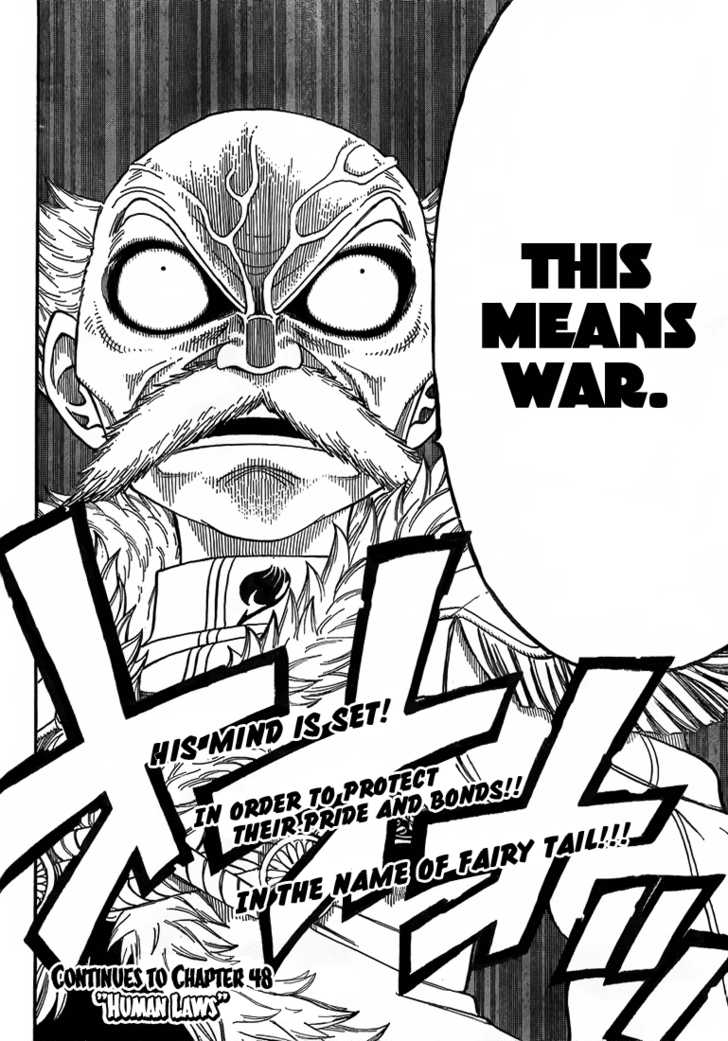 THIS
MEANS
WAR.
HIS MIND IS SET!
IN ORDER TO PROTECT
THEIR PRIDE AND BONDS!!
IN THE NAME OF FAIRY TAIL!!!
CONTINUES TO CHAPTER 48
"HUMAN LAWS"